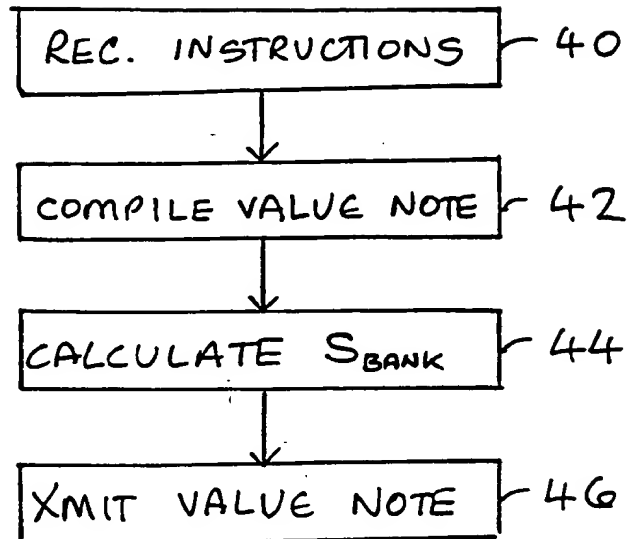 REC. INSTRUCTIONS 40
COMPILE VALUE NOTE 42
CALCULATE SBANK 44
XMIT VALUE NOTE 46